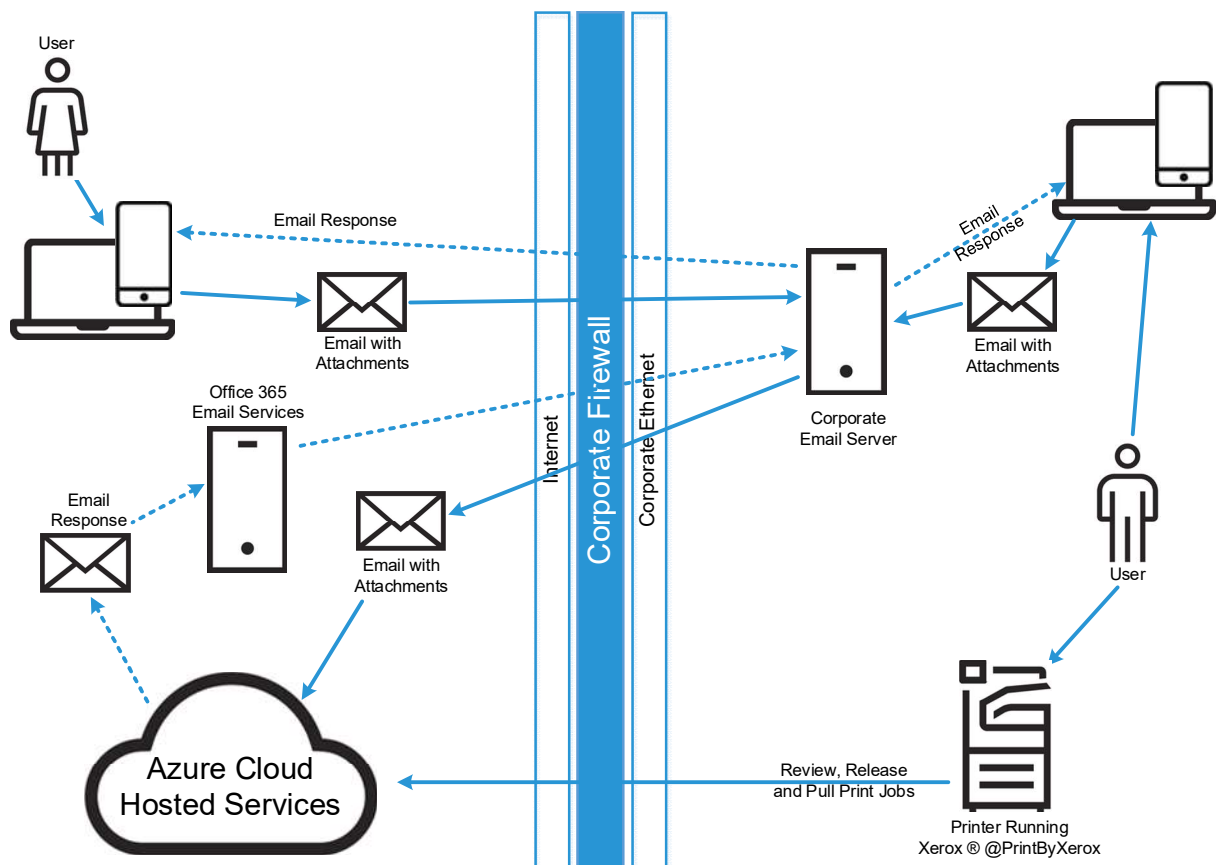 User
Email Response
Email with
Attachments
Office 365
Email Services
Email
Response
Email with
Attachments
Azure Cloud
Hosted Services
Internet
Corporate Firewall
Corporate Ethernet
Email
Response
Email with
Attachments
Corporate
Email Server
User
Review, Release
and Pull Print Jobs
Printer Running
Xerox ® @PrintByXerox